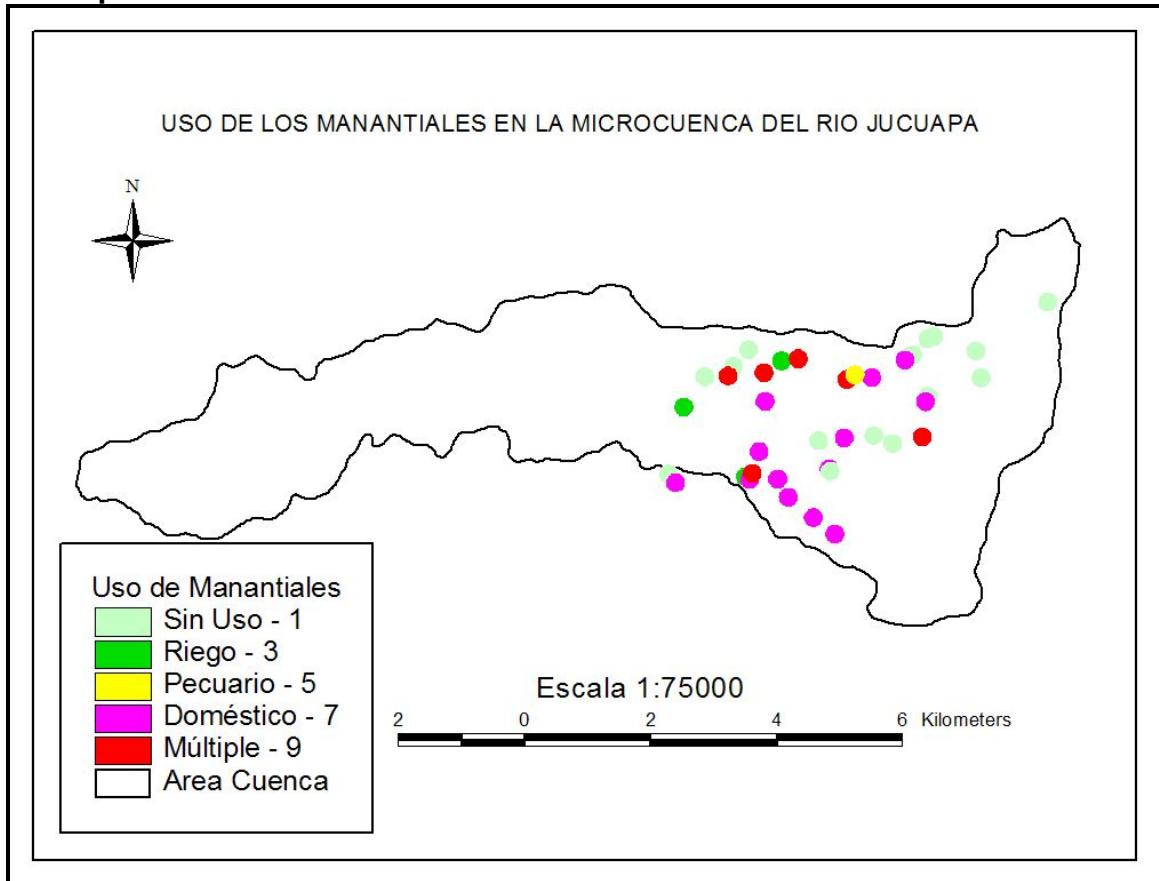 USO DE LOS MANANTIALES EN LA MICROCUENCA DEL RIO JUCUAPA
N
Uso de Manantiales
Sin Uso - 1
Riego - 3
Pecuario - 5
Doméstico - 7
Múltiple - 9
Area Cuenca
Escala 1:75000
2 0 2 4 6 Kilometers